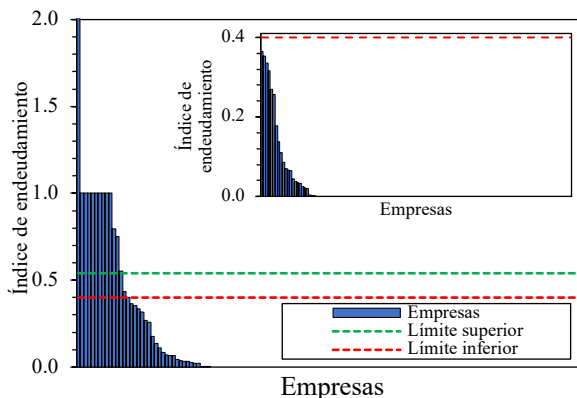 2.0
1.5
1.0
0.5
0.0
Índice de endeudamiento
Empresas
0.4
0.2
0.0
Índice de
endeudamiento
Empresas
Empresas
Límite superior
Límite inferior